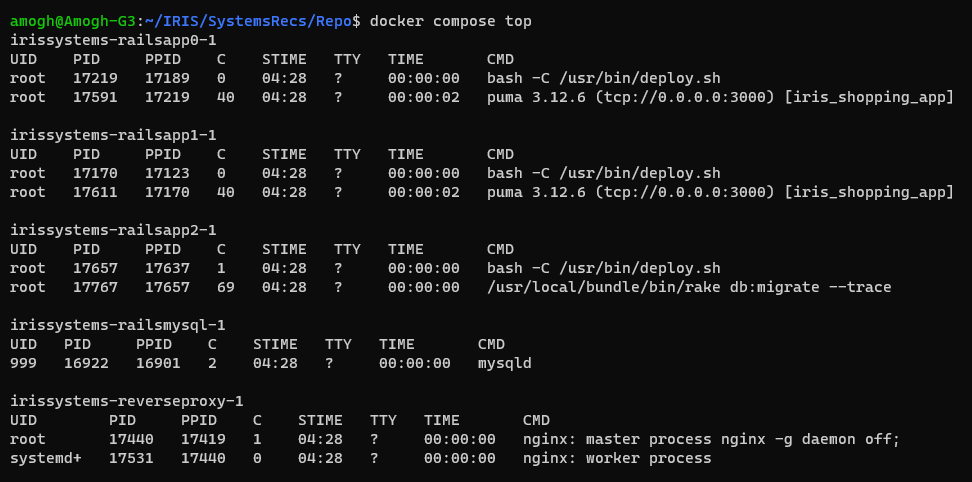 amogh@Amogh-G3:~/IRIS/SystemsRecs/Repo$ docker compose top
irissystems-railsapp0-1
UID    PID     PPID    C    STIME   TTY   TIME       CMD
root   17219   17189   0    04:28   ?     00:00:00   bash -C /usr/bin/deploy.sh
root   17591   17219   40   04:28   ?     00:00:02   puma 3.12.6 (tcp://0.0.0.0:3000) [iris_shopping_app]
irissystems-railsapp1-1
UID    PID     PPID    C    STIME   TTY   TIME       CMD
root   17170   17123   0    04:28   ?     00:00:00   bash -C /usr/bin/deploy.sh
root   17611   17170   40   04:28   ?     00:00:02   puma 3.12.6 (tcp://0.0.0.0:3000) [iris_shopping_app]
irissystems-railsapp2-1
UID    PID     PPID    C    STIME   TTY   TIME       CMD
root   17657   17637   1    04:28   ?     00:00:00   bash -C /usr/bin/deploy.sh
root   17767   17657   69   04:28   ?     00:00:00   /usr/local/bundle/bin/rake db:migrate --trace
irissystems-railsmysql-1
UID   PID     PPID    C   STIME   TTY   TIME       CMD
999   16922   16901   2   04:28   ?     00:00:00   mysqld
irissystems-reverseproxy-1
UID        PID     PPID    C   STIME   TTY   TIME       CMD
root       17440   17419   1   04:28   ?     00:00:00   nginx: master process nginx -g daemon off;
systemd+   17531   17440   0   04:28   ?     00:00:00   nginx: worker process